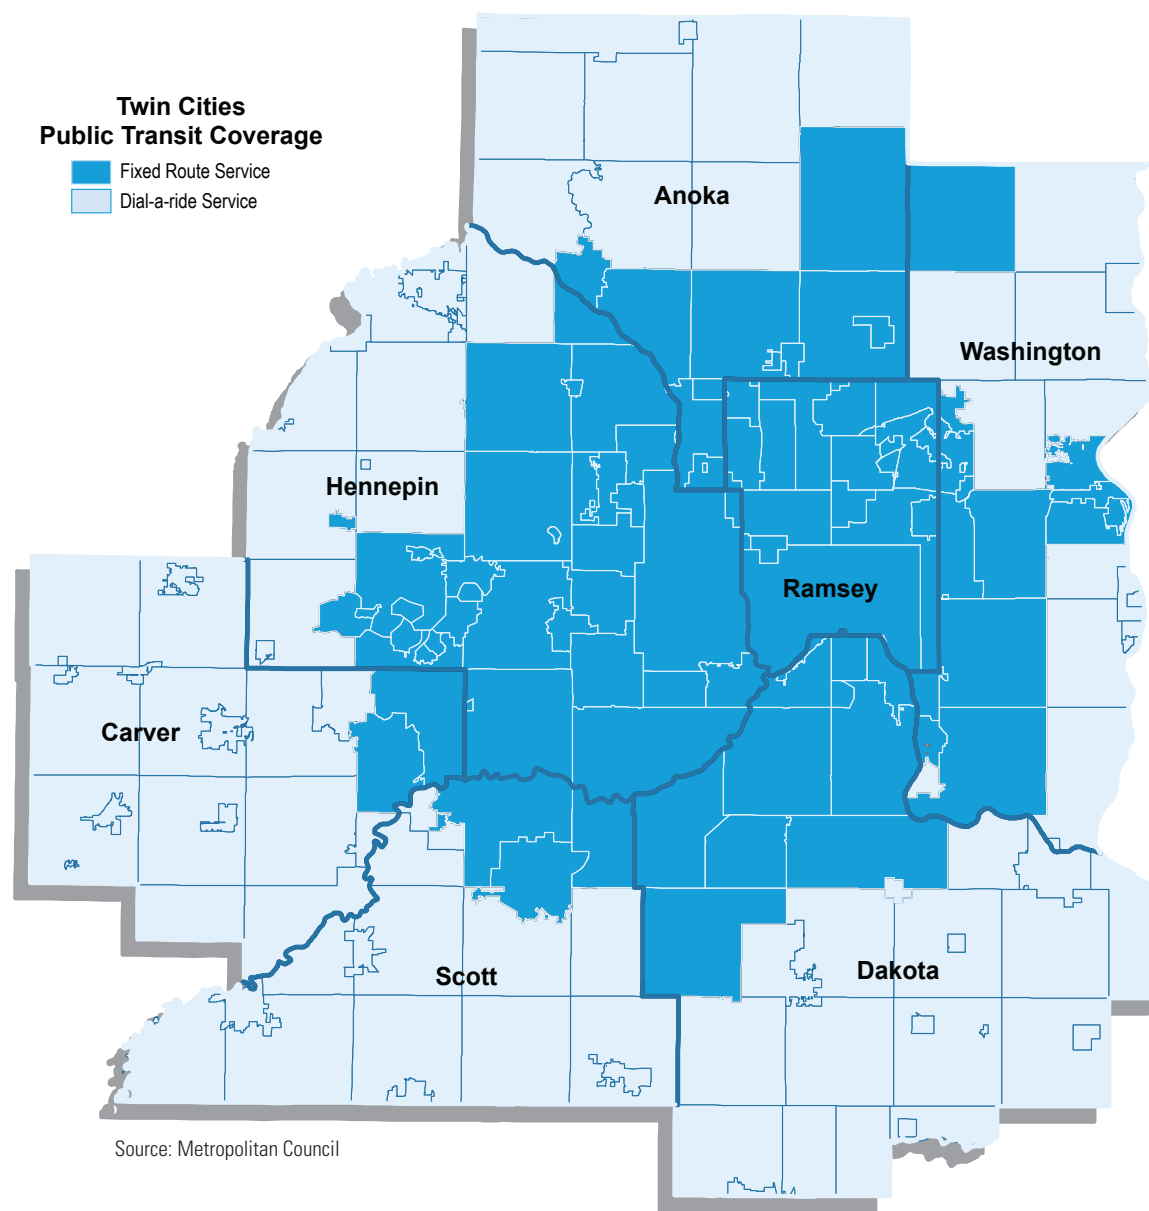 Twin Cities
Public Transit Coverage
Fixed Route Service
Dial-a-ride Service
Anoka
Washington
Hennepin
Ramsey
Carver
Scott
Dakota
Source: Metropolitan Council